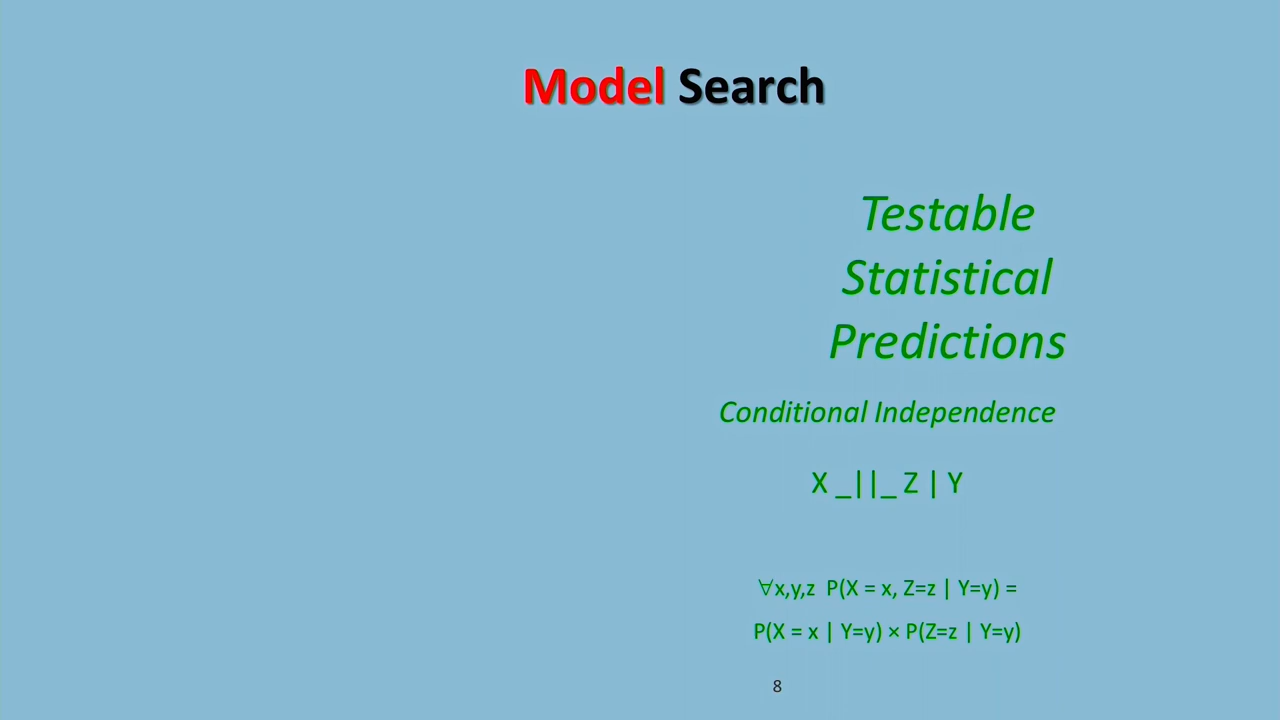 Model Search
Testable
Statistical
Predictions
Conditional Independence
X _||_ Z | Y
∀x,y,z P(X = x, Z=z | Y=y) =
P(X = x | Y=y) × P(Z=z | Y=y)
8